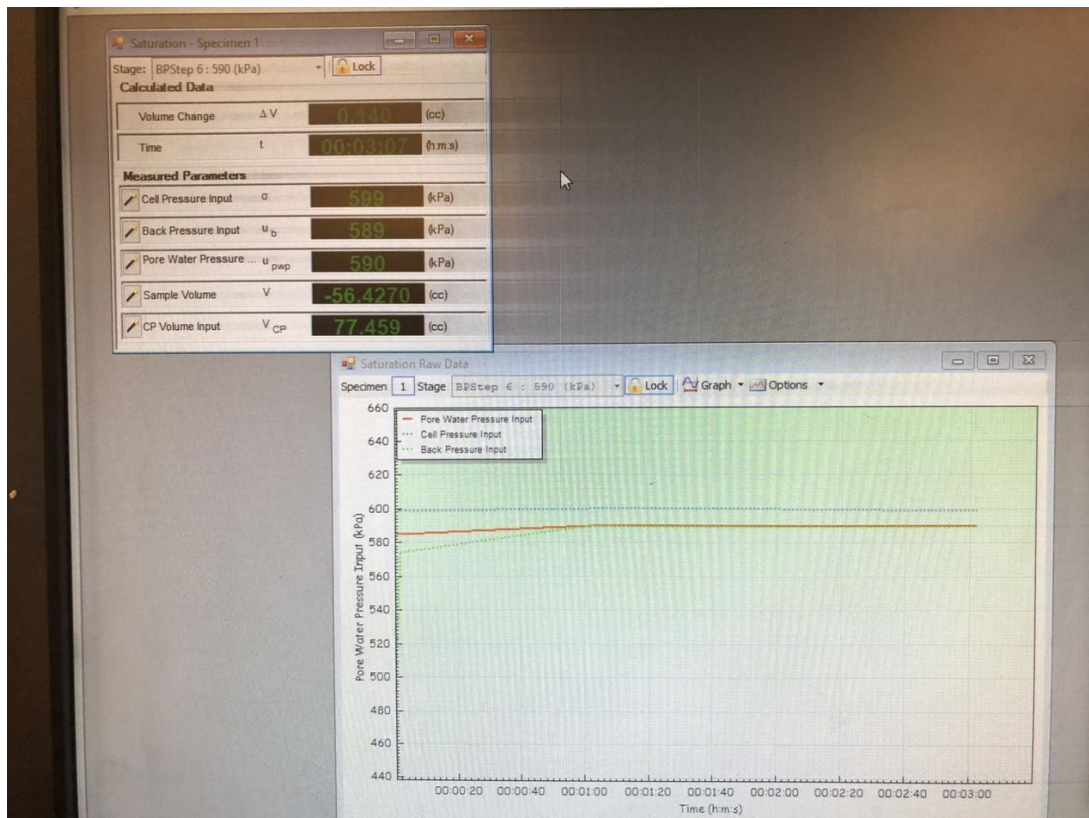 Saturation - Specimen 1
Stage: BPStep 6 : 590 (kPa) Lock
Calculated Data
Volume Change Δ V 0.140 (cc)
Time t 00:03:07 (h:m:s)
Measured Parameters
Cell Pressure Input σ 599 (kPa)
Back Pressure Input u b 589 (kPa)
Pore Water Pressure ... u pwp 590 (kPa)
Sample Volume V -56.4270 (cc)
CP Volume Input V CP 77.459 (cc)
Saturation Raw Data
Specimen 1 Stage BPStep 6 : 590 (kPa) Lock Graph Options
Pore Water Pressure Input
Cell Pressure Input
Back Pressure Input
Pore Water Pressure Input (kPa)
660
640
620
600
580
560
540
520
500
480
460
440
00:00:20 00:00:40 00:01:00 00:01:20 00:01:40 00:02:00 00:02:20 00:02:40 00:03:00
Time (h:m:s)